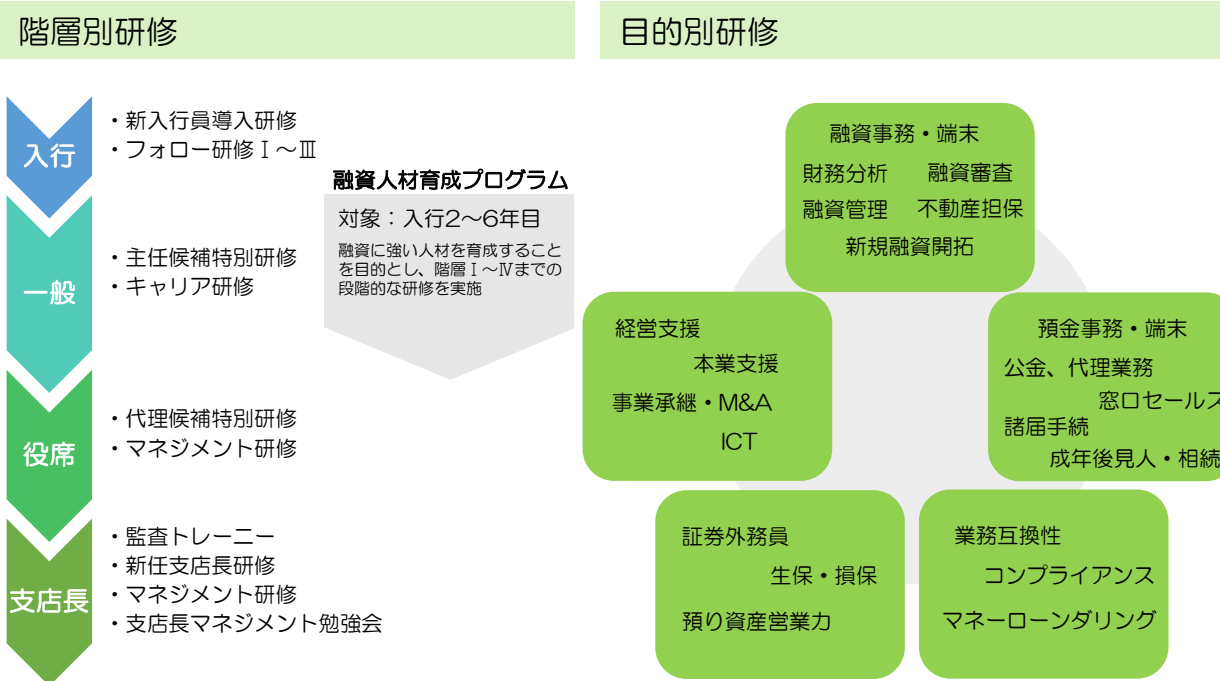 階層別研修
入行
・新入行員導入研修
・フォロー研修Ⅰ～Ⅲ
一般
・主任候補特別研修
・キャリア研修
融資人材育成プログラム
対象：入行2～6年目
融資に強い人材を育成すること
を目的とし、階層Ⅰ～Ⅳまでの
段階的な研修を実施
役席
・代理候補特別研修
・マネジメント研修
支店長
・監査トレーニー
・新任支店長研修
・マネジメント研修
・支店長マネジメント勉強会
目的別研修
融資事務・端末
財務分析 融資審査
融資管理 不動産担保
新規融資開拓
経営支援
本業支援
事業承継・M&A
ICT
預金事務・端末
公金、代理業務
窓口セールス
諸届手続
成年後見人・相続
証券外務員
生保・損保
預り資産営業力
業務互換性
コンプライアンス
マネーローンダリング